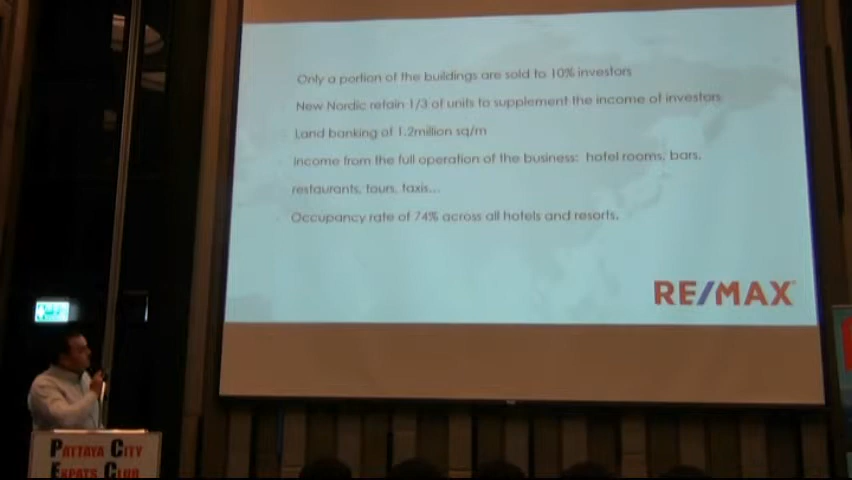 Only a portion of the buildings are sold to 10% investors
New Nordic retain 1/3 of units to supplement the income of investors
Land banking of 1.2million sq/m
Income from the full operation of the business: hotel rooms, bars,
restaurants, tours, taxis...
Occupancy rate of 74% across all hotels and resorts.
RE/MAX
PATTAYA CITY
EXPATS CLUB